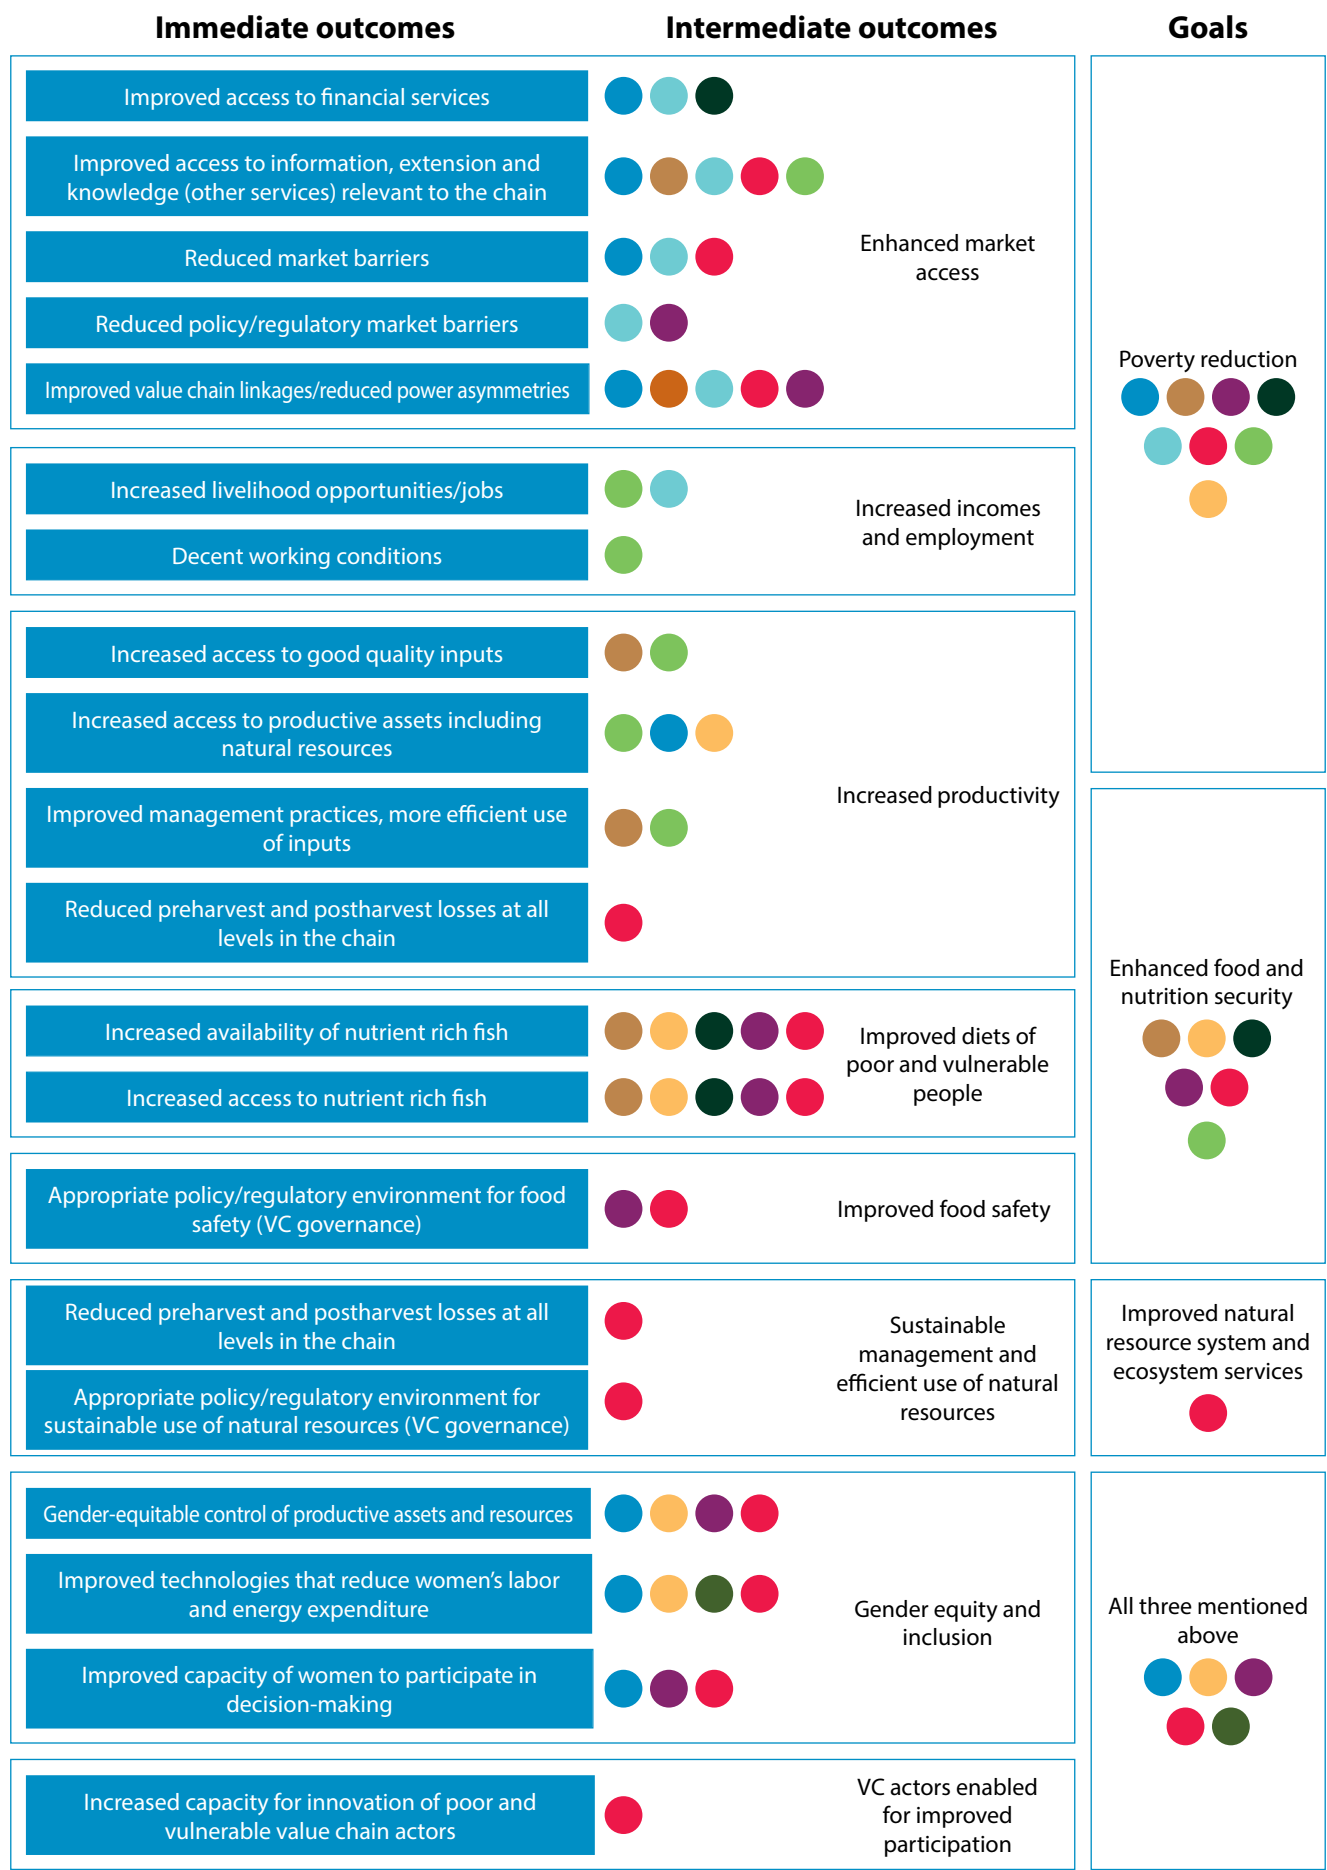 Immediate outcomes
Intermediate outcomes
Goals
Improved access to financial services
Improved access to information, extension and
knowledge (other services) relevant to the chain
Reduced market barriers
Reduced policy/regulatory market barriers
Improved value chain linkages/reduced power asymmetries
Enhanced market
access
Increased livelihood opportunities/jobs
Decent working conditions
Increased incomes
and employment
Poverty reduction
Increased access to good quality inputs
Increased access to productive assets including
natural resources
Improved management practices, more efficient use
of inputs
Reduced preharvest and postharvest losses at all
levels in the chain
Increased productivity
Increased availability of nutrient rich fish
Increased access to nutrient rich fish
Improved diets of
poor and vulnerable
people
Appropriate policy/regulatory environment for food
safety (VC governance)
Improved food safety
Enhanced food and
nutrition security
Reduced preharvest and postharvest losses at all
levels in the chain
Appropriate policy/regulatory environment for
sustainable use of natural resources (VC governance)
Sustainable
management and
efficient use of natural
resources
Improved natural
resource system and
ecosystem services
Gender-equitable control of productive assets and resources
Improved technologies that reduce women’s labor
and energy expenditure
Improved capacity of women to participate in
decision-making
Gender equity and
inclusion
Increased capacity for innovation of poor and
vulnerable value chain actors
VC actors enabled
for improved
participation
All three mentioned
above